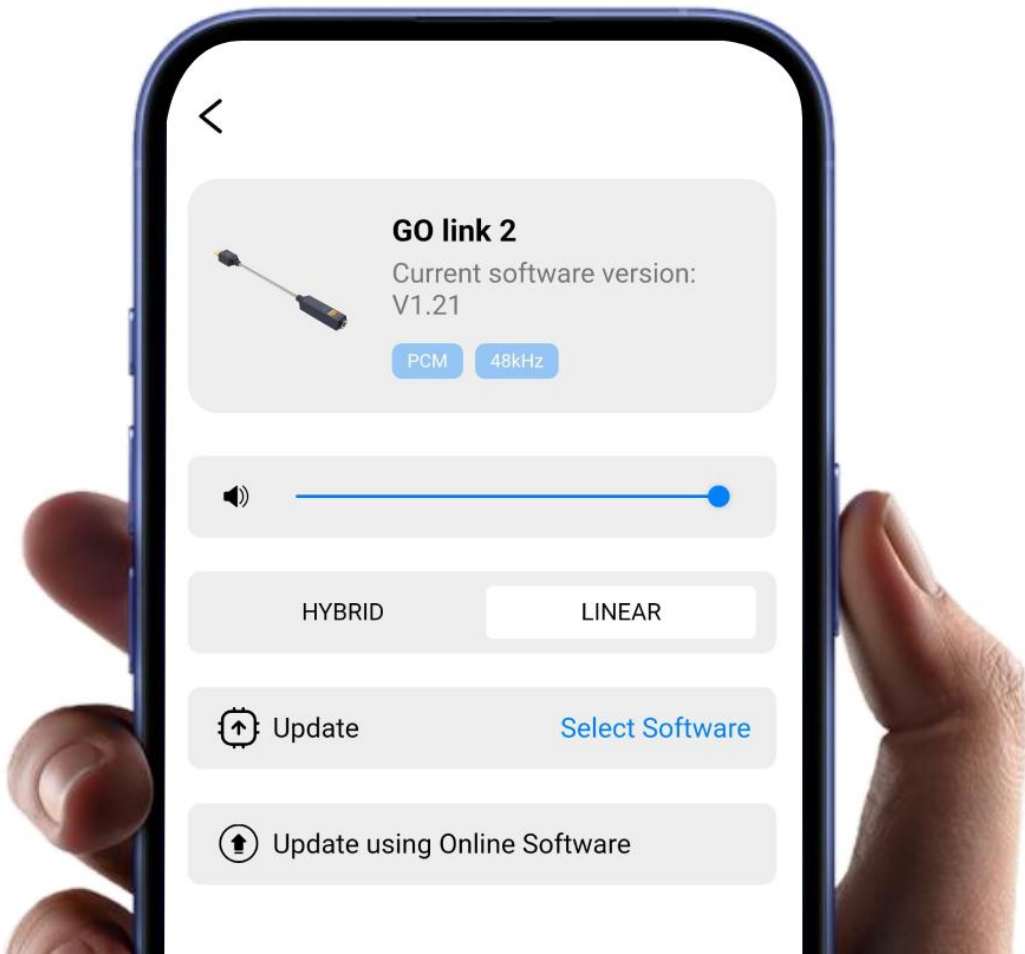 GO link 2
Current software version:
V1.21
PCM 48kHz
HYBRID LINEAR
Update Select Software
Update using Online Software